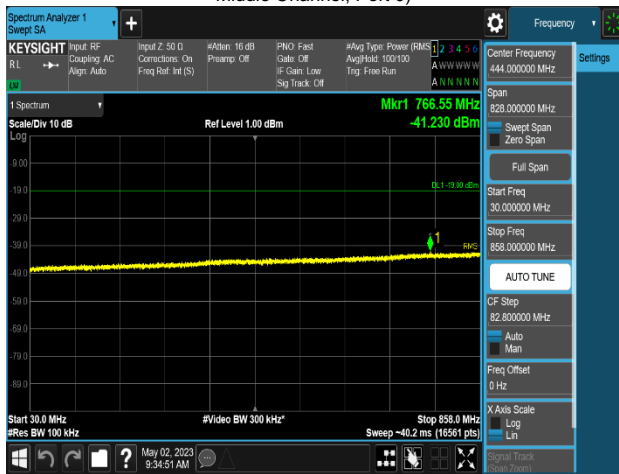 Middle Channel, Port 0)
Spectrum Analyzer 1
Swept SA
Frequency
KEYSIGHT
RL
Input: RF
Coupling: AC
Align: Auto
Input Z: 50 Ω
Corrections: On
Freq Ref: Int (S)
#Atten: 16 dB
Preamp: Off
PNO: Fast
Gate: Off
IF Gain: Low
Sig Track: Off
#Avg Type: Power (RMS
Avg|Hold: 100/100
Trig: Free Run
1 2 3 4 5 6
A W W W W W
A N N N N N
Center Frequency
444.000000 MHz
Settings
Span
828.000000 MHz
Swept Span
Zero Span
Full Span
Start Freq
30.000000 MHz
Stop Freq
858.000000 MHz
AUTO TUNE
CF Step
82.800000 MHz
Auto
Man
Freq Offset
0 Hz
X Axis Scale
Log
Lin
Signal Track
(Span Zoom)
1 Spectrum
Scale/Div 10 dB
Log
Ref Level 1.00 dBm
Mkr1 766.55 MHz
-41.230 dBm
-9.00
-19.0
DL1 -19.00 dBm
-29.0
-39.0
1
RMS
-49.0
-59.0
-69.0
-79.0
-89.0
Start 30.0 MHz
#Video BW 300 kHz*
Stop 858.0 MHz
#Res BW 100 kHz
Sweep ~40.2 ms (16561 pts)
?
May 02, 2023
9:34:51 AM